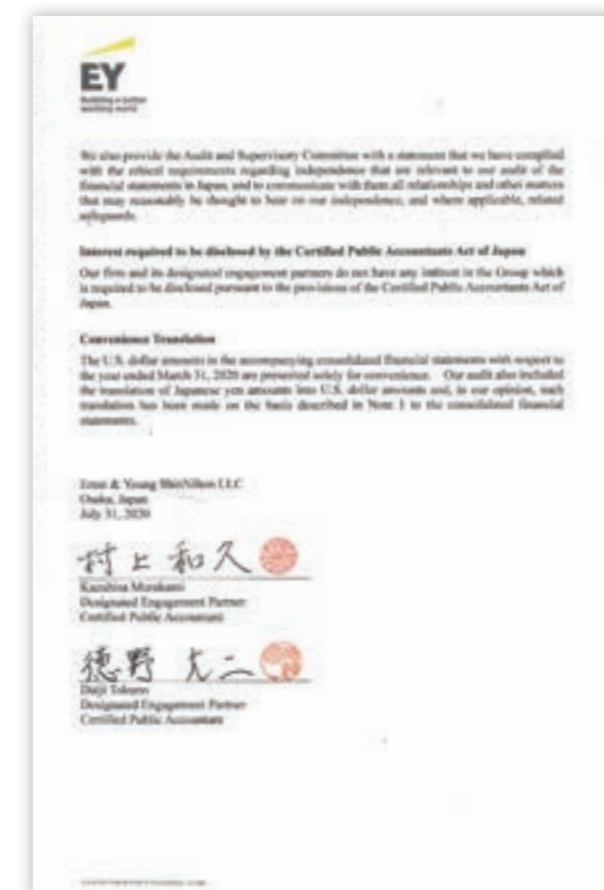 EY
Building a better
working world
We also provide the Audit and Supervisory Committee with a statement that we have complied
with the ethical requirements regarding independence that are relevant to our audit of the
financial statements in Japan, and to communicate with them all relationships and other matters
that may reasonably be thought to bear on our independence, and where applicable, related
safeguards.
Interest required to be disclosed by the Certified Public Accountants Act of Japan
Our firm and its designated engagement partners do not have any interest in the Group which
is required to be disclosed pursuant to the provisions of the Certified Public Accountants Act of
Japan.
Convenience Translation
The U.S. dollar amounts in the accompanying consolidated financial statements with respect to
the year ended March 31, 2020 are presented solely for convenience. Our audit also included
the translation of Japanese yen amounts into U.S. dollar amounts and, in our opinion, such
translation has been made on the basis described in Note 1 to the consolidated financial
statements.
Ernst & Young ShinNihon LLC
Osaka, Japan
July 31, 2020
村上和久
Kazuhisa Murakami
Designated Engagement Partner
Certified Public Accountant
徳野 大二
Daiji Tokuno
Designated Engagement Partner
Certified Public Accountant